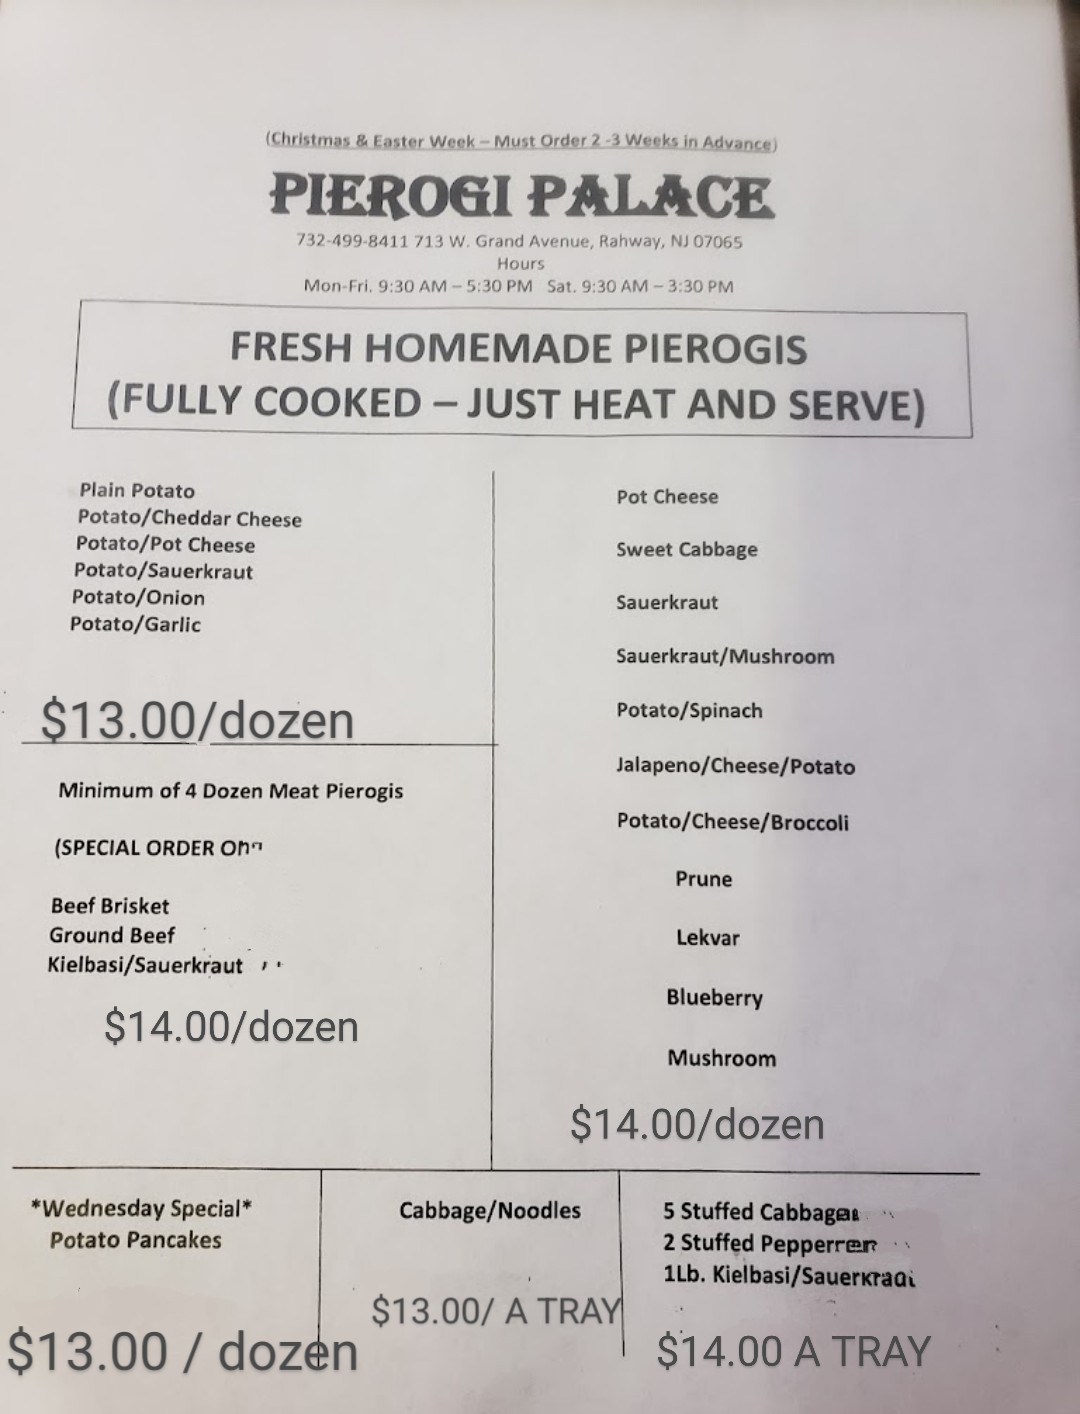 (Christmas & Easter Week – Must Order 2 -3 Weeks in Advance)
PIEROGI PALACE
732-499-8411 713 W. Grand Avenue, Rahway, NJ 07065
Hours
Mon-Fri. 9:30 AM – 5:30 PM Sat. 9:30 AM – 3:30 PM
FRESH HOMEMADE PIEROGIS
(FULLY COOKED – JUST HEAT AND SERVE)
Plain Potato
Potato/Cheddar Cheese
Potato/Pot Cheese
Potato/Sauerkraut
Potato/Onion
Potato/Garlic
$13.00/dozen
Minimum of 4 Dozen Meat Pierogis
(SPECIAL ORDER
Beef Brisket
Ground Beef
Kielbasi/Sauerkraut
$14.00/dozen
Pot Cheese
Sweet Cabbage
Sauerkraut
Sauerkraut/Mushroom
Potato/Spinach
Jalapeno/Cheese/Potato
Potato/Cheese/Broccoli
Prune
Lekvar
Blueberry
Mushroom
$14.00/dozen
*Wednesday Special*
Potato Pancakes
$13.00 / dozen
Cabbage/Noodles
$13.00/ A TRAY
5 Stuffed
2 Stuffed
1Lb. Kielbasi/
$14.00 A TRAY